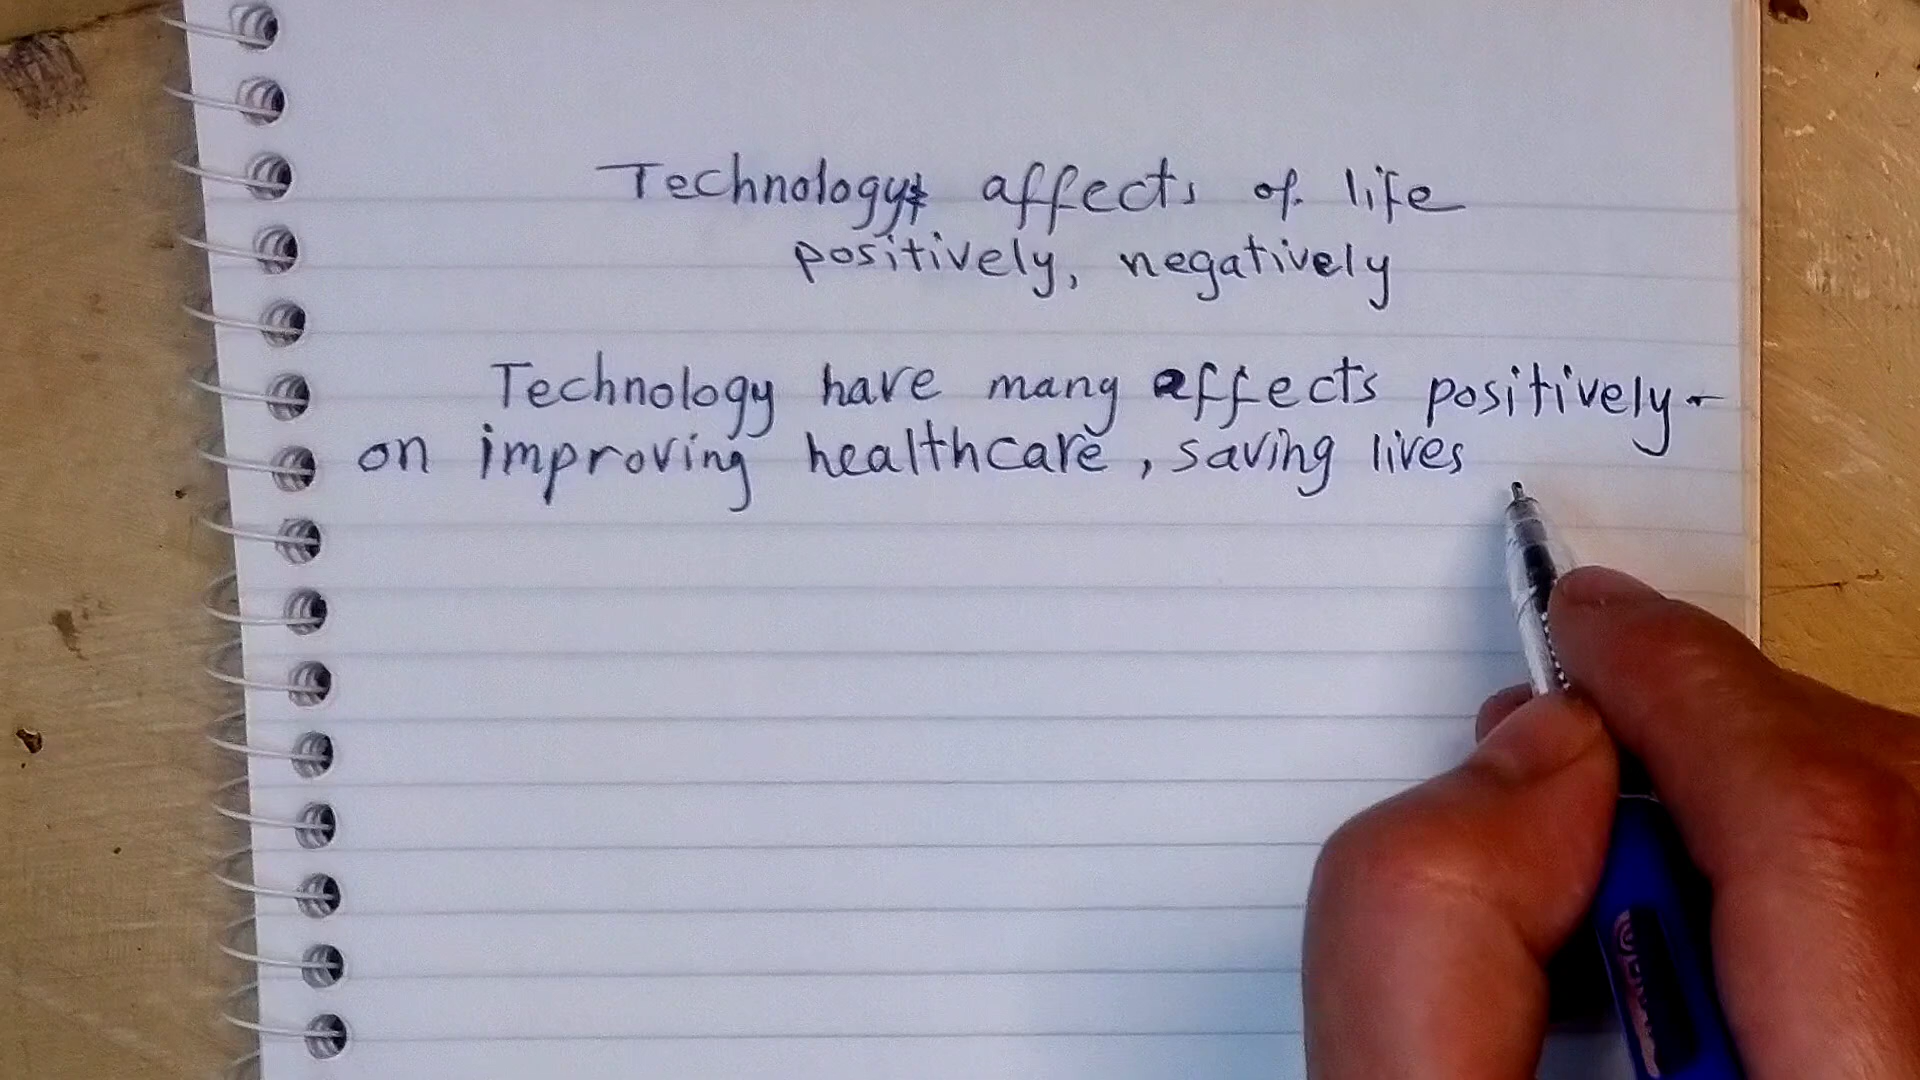 Technology affects of life
positively, negatively
Technology have many affects positively-
on improving healthcare, saving lives